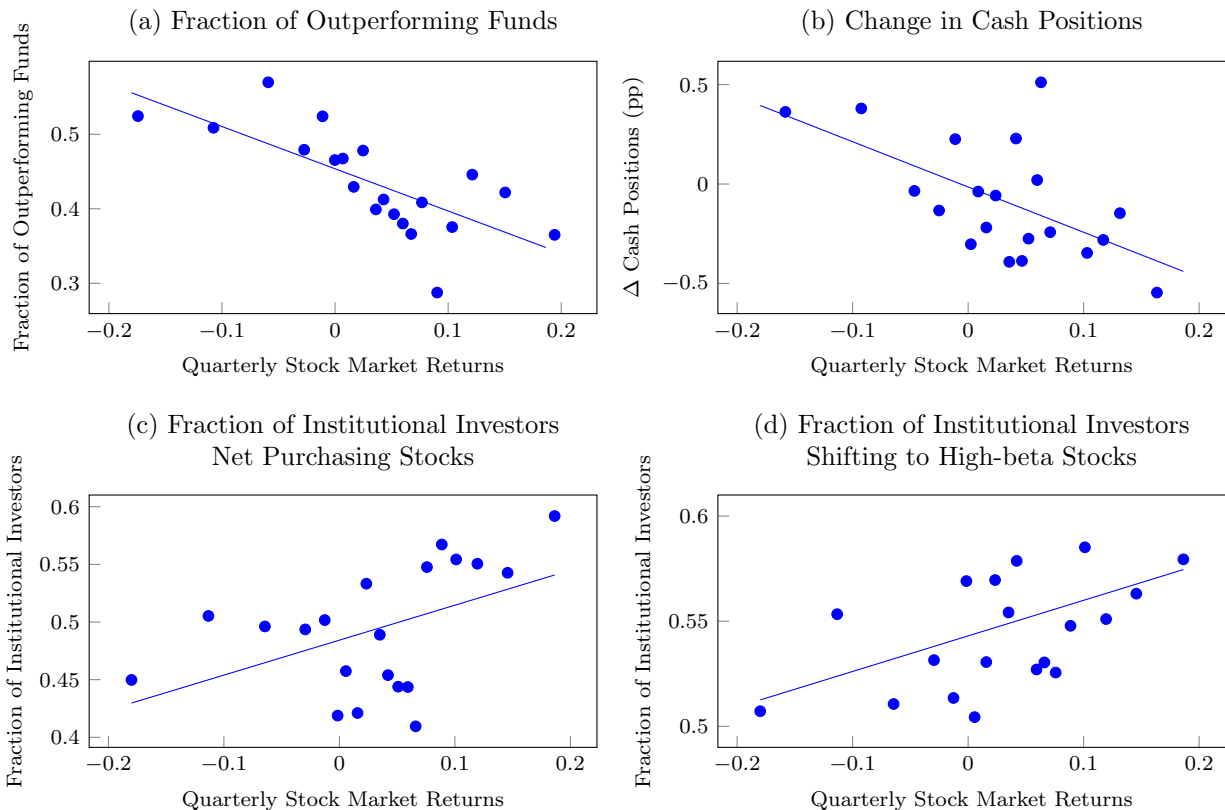 (a) Fraction of Outperforming Funds
Fraction of Outperforming Funds
0.5
0.4
0.3
−0.2 −0.1 0 0.1 0.2
Quarterly Stock Market Returns
(b) Change in Cash Positions
Δ Cash Positions (pp)
0.5
0
−0.5
−0.2 −0.1 0 0.1 0.2
Quarterly Stock Market Returns
(c) Fraction of Institutional Investors
Net Purchasing Stocks
Fraction of Institutional Investors
0.6
0.55
0.5
0.45
0.4
−0.2 −0.1 0 0.1 0.2
Quarterly Stock Market Returns
(d) Fraction of Institutional Investors
Shifting to High-beta Stocks
Fraction of Institutional Investors
0.6
0.55
0.5
−0.2 −0.1 0 0.1 0.2
Quarterly Stock Market Returns